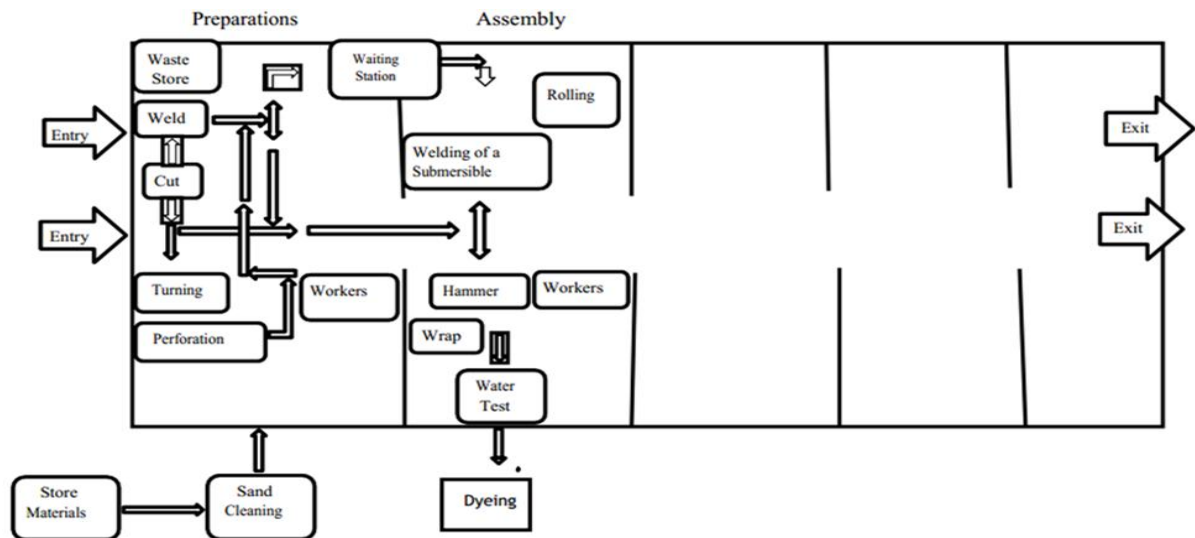 Preparations
Assembly
Waste
Store
Waiting
Station
Rolling
Weld
Entry
Exit
Welding of a
Submersible
Cut
Entry
Exit
Turning
Workers
Hammer
Workers
Perforation
Wrap
Water
Test
Store
Materials
Sand
Cleaning
Dyeing